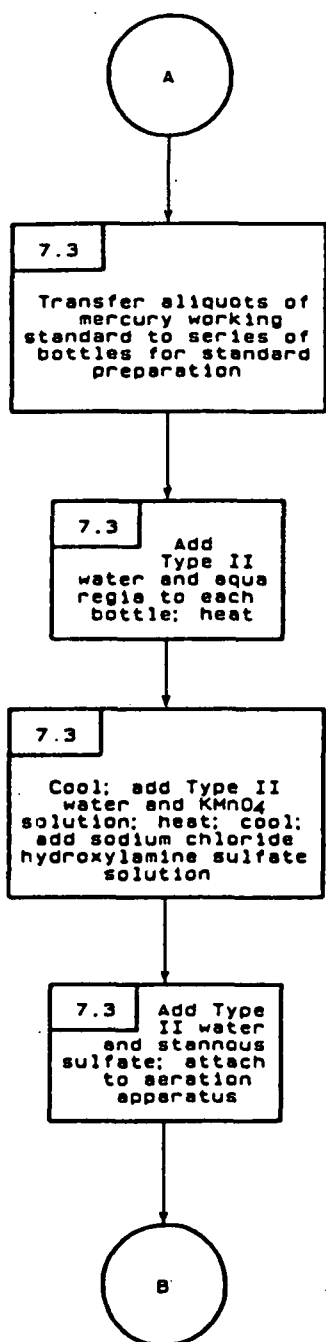 A
7.3
Transfer aliquots of
mercury working
standard to series of
bottles for standard
preparation
7.3
Add
Type II
water and aqua
regia to each
bottle; heat
7.3
Cool; add Type II
water and KMnO4
solution; heat; cool;
add sodium chloride
hydroxylamine sulfate
solution
7.3
Add Type
II water
and stannous
sulfate; attach
to aeration
apparatus
B